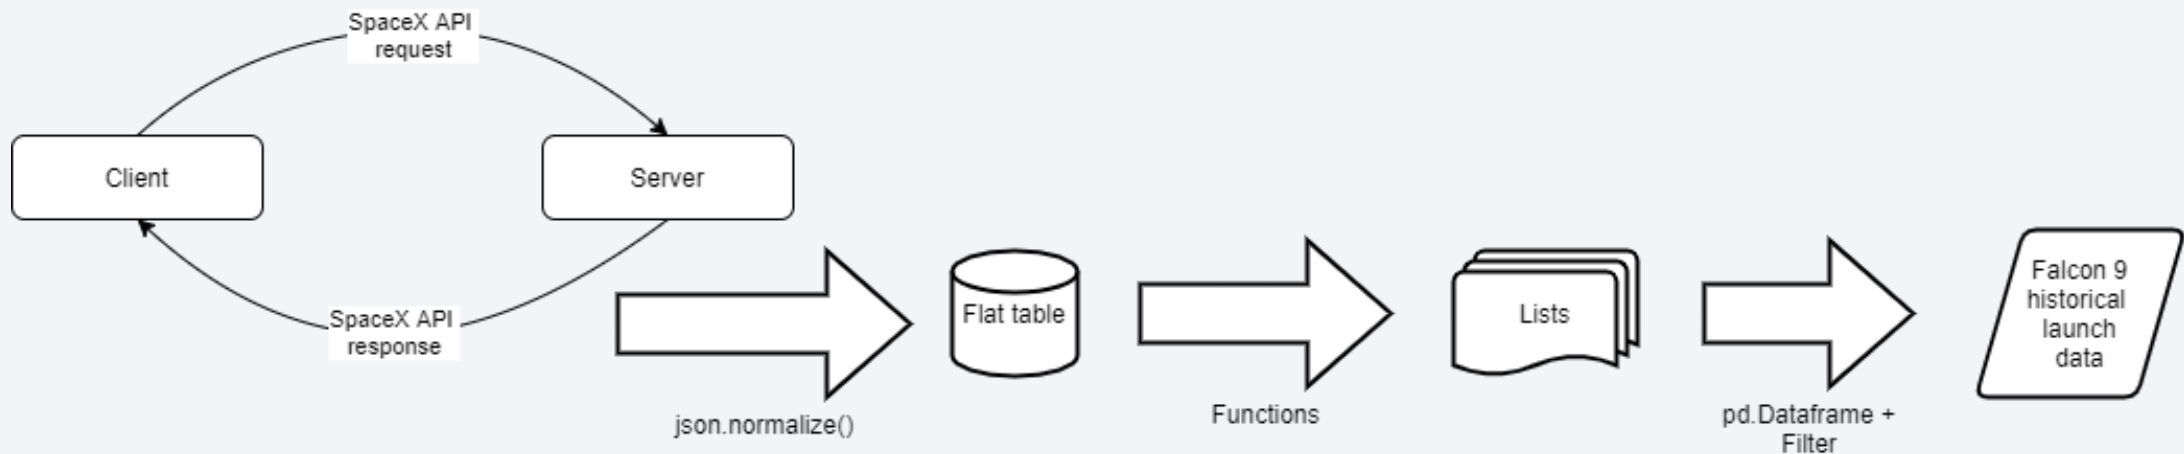 SpaceX API
request
Client
Server
SpaceX API
response
json.normalize()
Flat table
Functions
Lists
pd.Dataframe +
Filter
Falcon 9
historical
launch
data